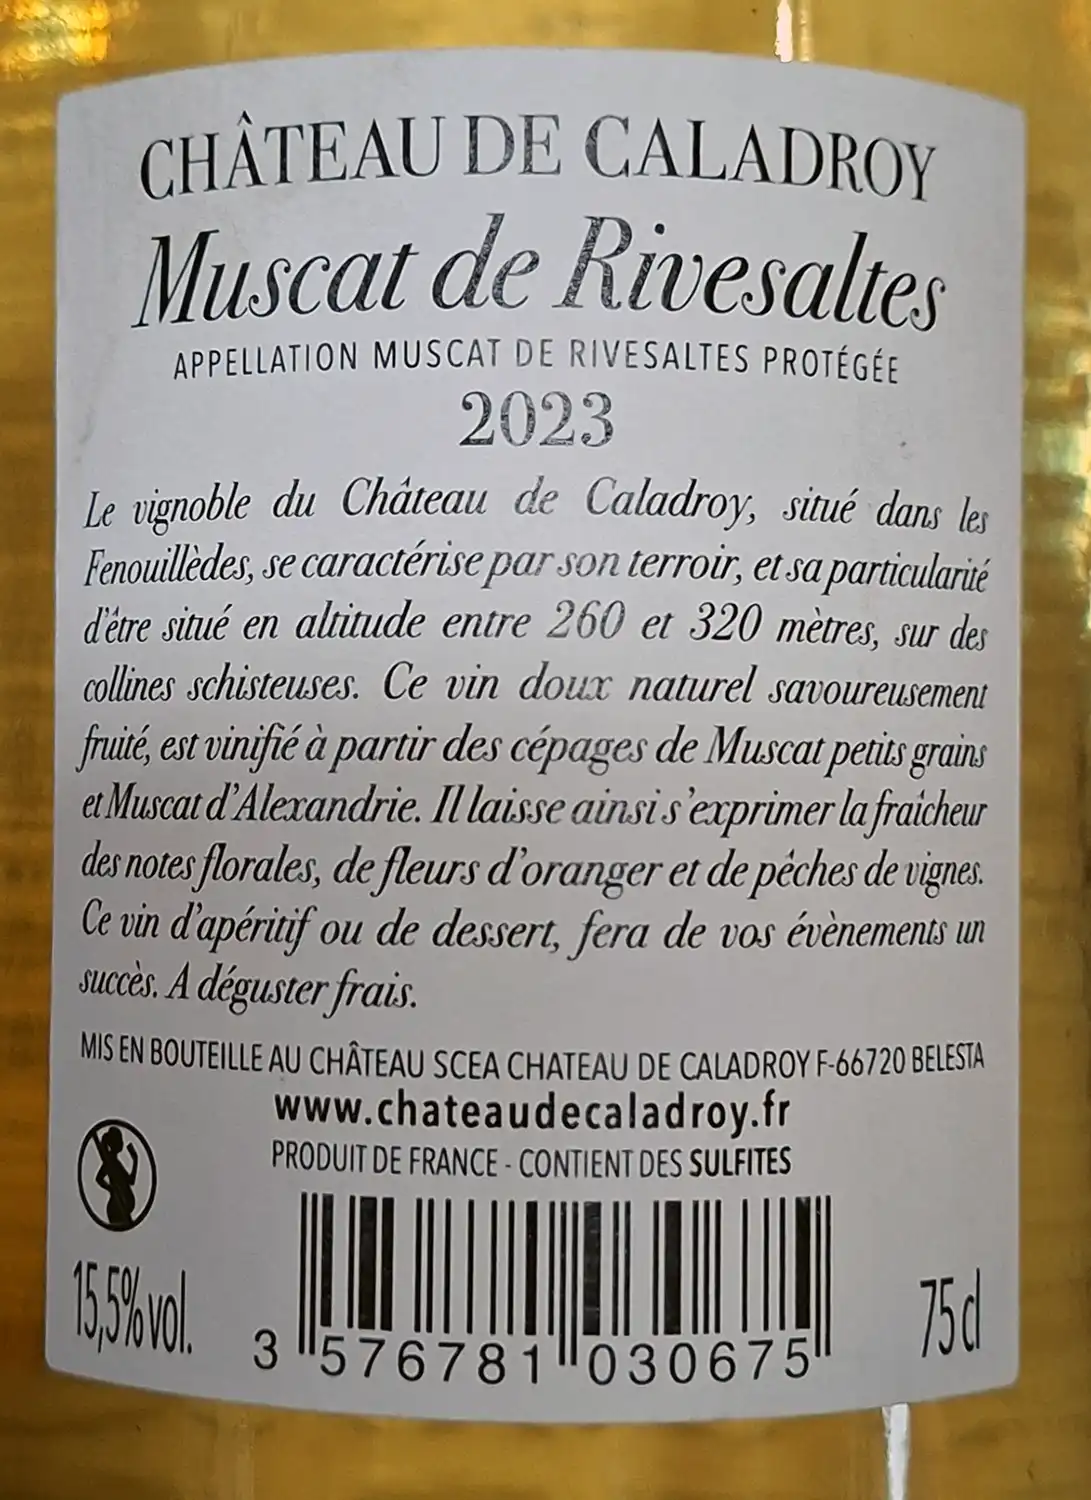 CHÂTEAU DE CALADROY
Muscat de Rivesaltes
APPELLATION MUSCAT DE RIVESALTES PROTÉGÉE
2023
Le vignoble du Château de Caladroy, situé dans les
Fenouillèdes, se caractérise par son terroir, et sa particularité
d'être situé en altitude entre 260 et 320 mètres, sur des
collines schisteuses. Ce vin doux naturel savoureusement
fruité, est vinifié à partir des cépages de Muscat petits grains
et Muscat d'Alexandrie. Il laisse ainsi s'exprimer la fraîcheur
des notes florales, de fleurs d'oranger et de pêches de vignes.
Ce vin d'apéritif ou de dessert, fera de vos évènements un
succès. A déguster frais.
MIS EN BOUTEILLE AU CHÂTEAU SCEA CHATEAU DE CALADROY F-66720 BELESTA
www.chateaudecaladroy.fr
PRODUIT DE FRANCE - CONTIENT DES SULFITES
15,5% vol.
3 576781 030675
75 cl